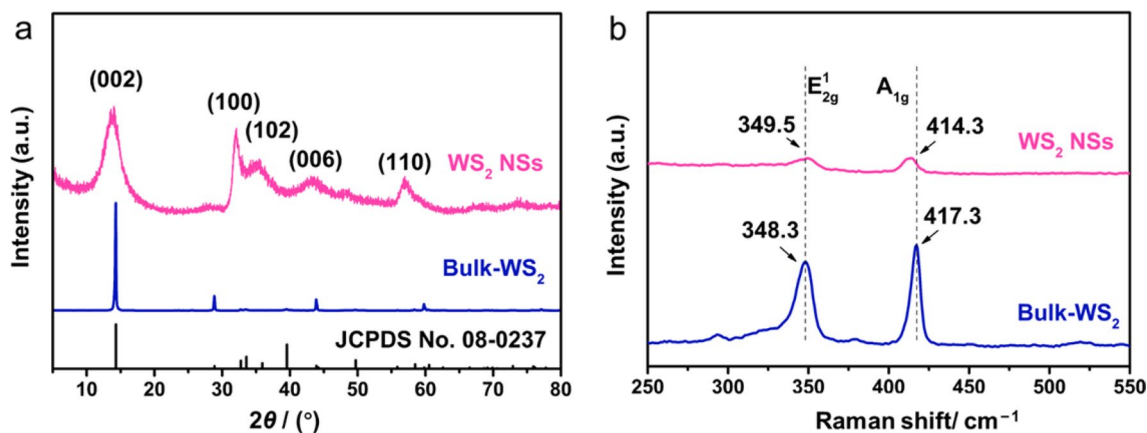 a
Intensity (a.u.)
(002)
(100)
(102)
(006)
(110)
WS₂ NSs
Bulk-WS₂
JCPDS No. 08-0237
10 20 30 40 50 60 70 80
2θ / (°)
b
Intensity (a.u.)
E¹₂g
A₁g
349.5
414.3
WS₂ NSs
348.3
417.3
Bulk-WS₂
250 300 350 400 450 500 550
Raman shift/ cm⁻¹